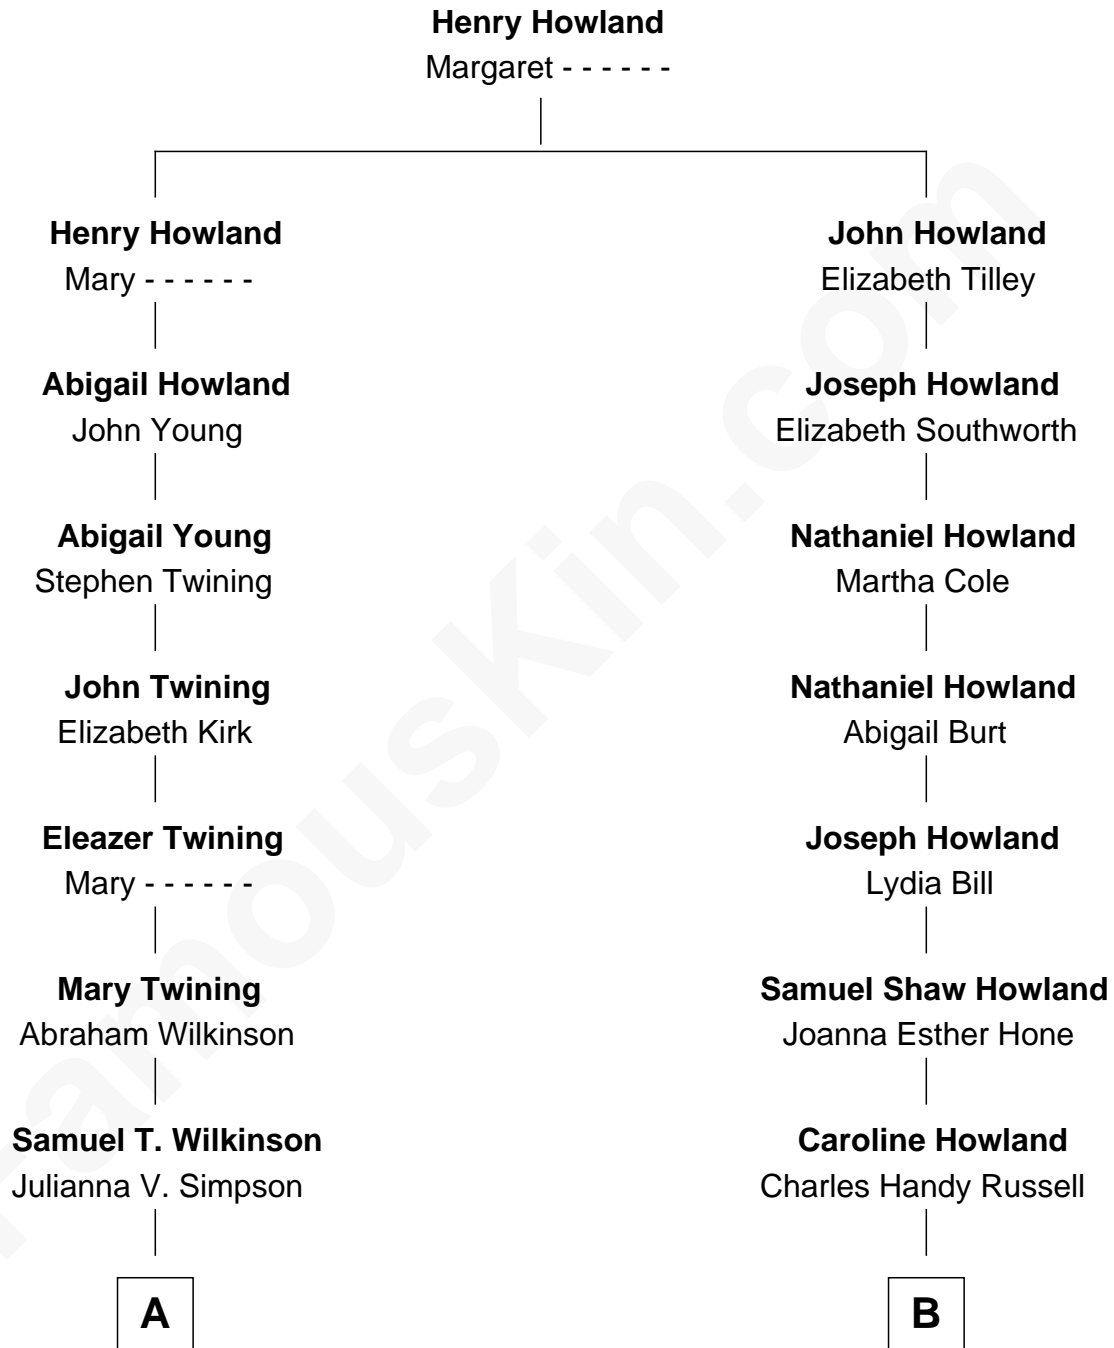 Henry Howland
Margaret - - - - - -
Henry Howland
Mary - - - - - -
John Howland
Elizabeth Tilley
Abigail Howland
John Young
Joseph Howland
Elizabeth Southworth
Abigail Young
Stephen Twining
Nathaniel Howland
Martha Cole
John Twining
Elizabeth Kirk
Nathaniel Howland
Abigail Burt
Eleazer Twining
Mary - - - - - -
Joseph Howland
Lydia Bill
Mary Twining
Abraham Wilkinson
Samuel Shaw Howland
Joanna Esther Hone
Samuel T. Wilkinson
Julianna V. Simpson
Caroline Howland
Charles Handy Russell
A
B
FamousKin.com